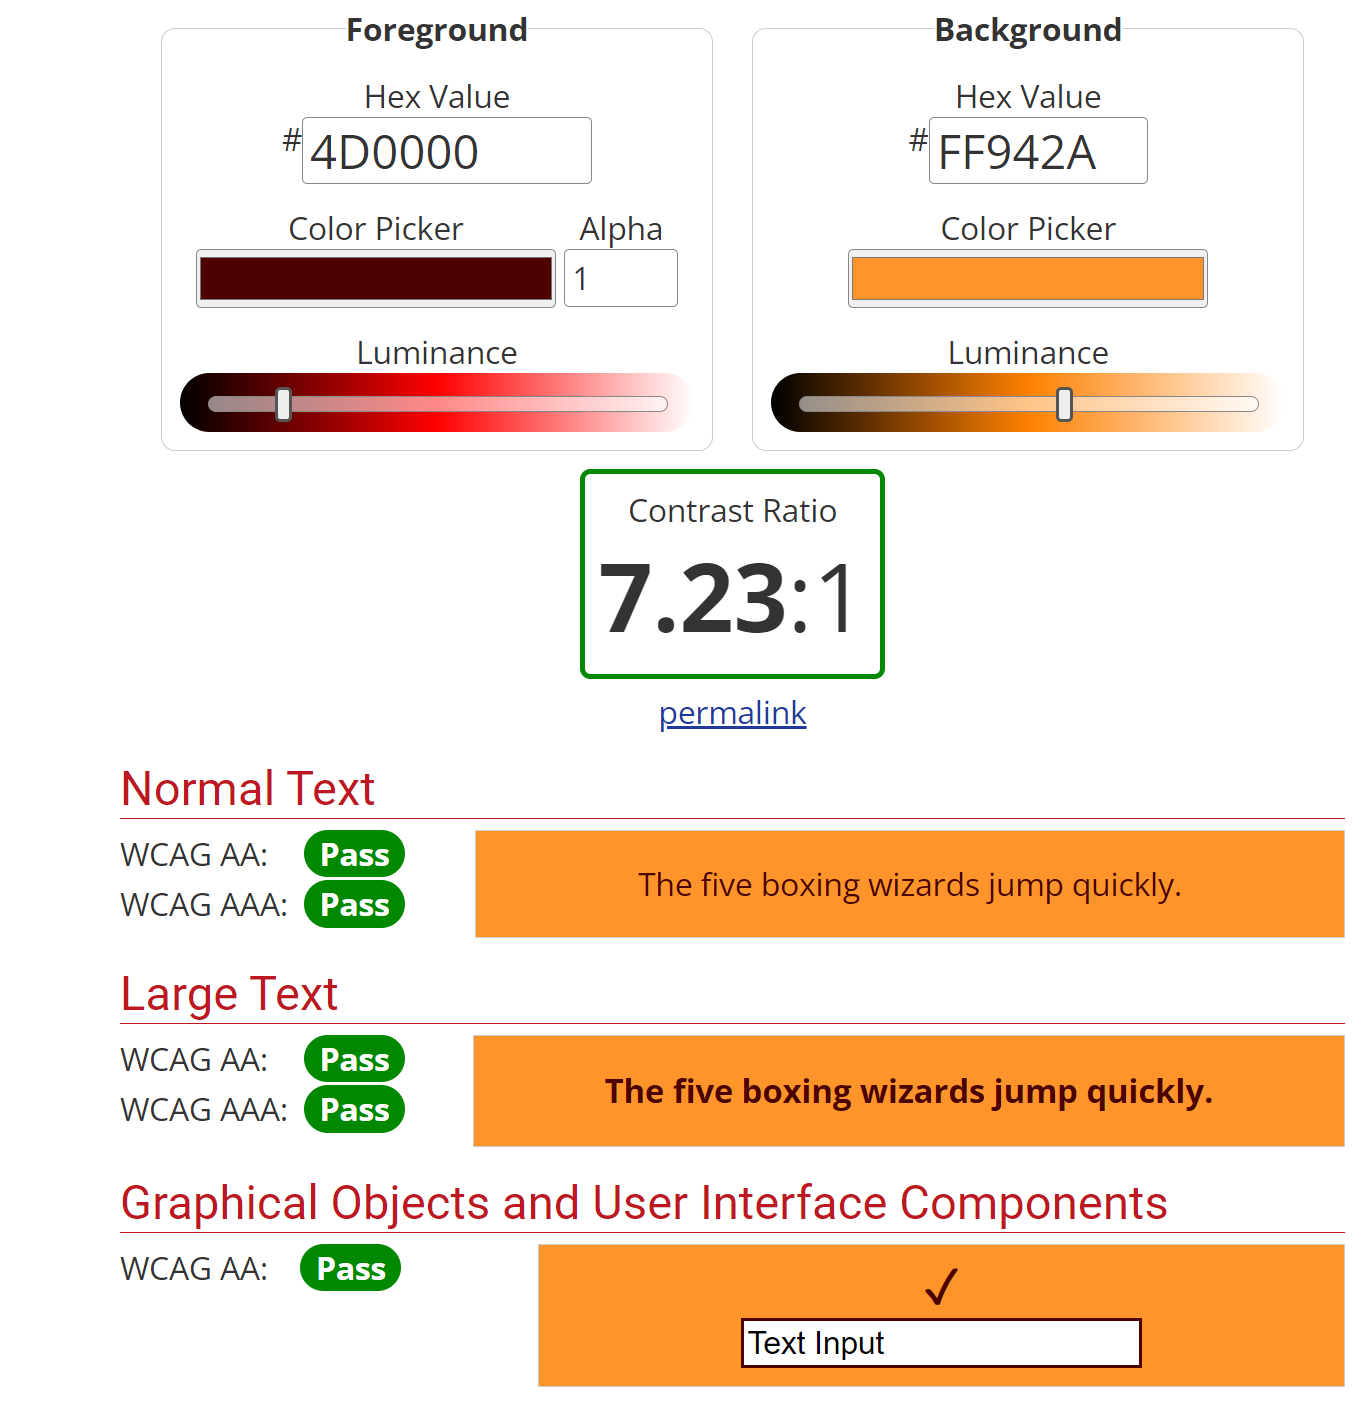 Foreground
Hex Value
#4D0000
Color Picker Alpha
1
Luminance
Background
Hex Value
#FF942A
Color Picker
Luminance
Contrast Ratio
7.23:1
permalink
Normal Text
WCAG AA: Pass
WCAG AAA: Pass
The five boxing wizards jump quickly.
Large Text
WCAG AA: Pass
WCAG AAA: Pass
The five boxing wizards jump quickly.
Graphical Objects and User Interface Components
WCAG AA: Pass
✓
Text Input